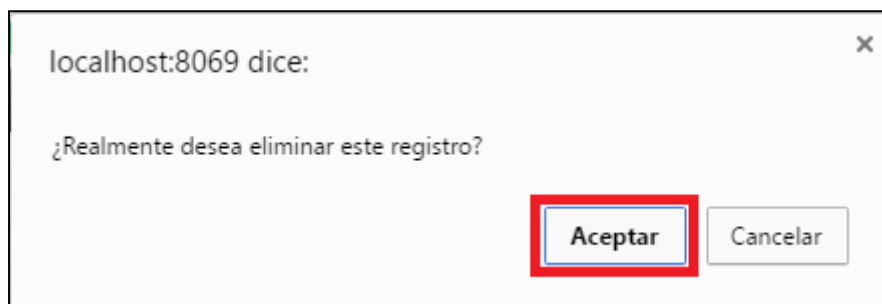 localhost:8069 dice:
¿Realmente desea eliminar este registro?
Aceptar Cancelar